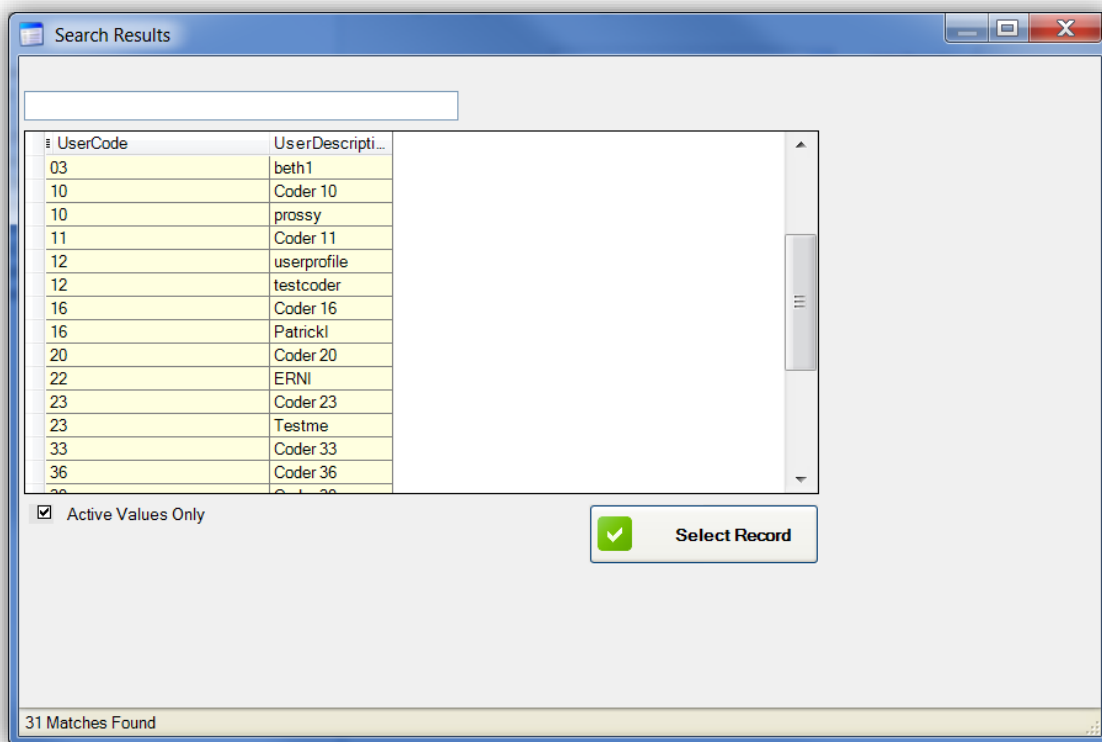 Search Results
UserCode UserDescripti...
03 beth1
10 Coder 10
10 prossy
11 Coder 11
12 userprofile
12 testcoder
16 Coder 16
16 PatrickI
20 Coder 20
22 ERNI
23 Coder 23
23 Testme
33 Coder 33
36 Coder 36
Active Values Only
Select Record
31 Matches Found